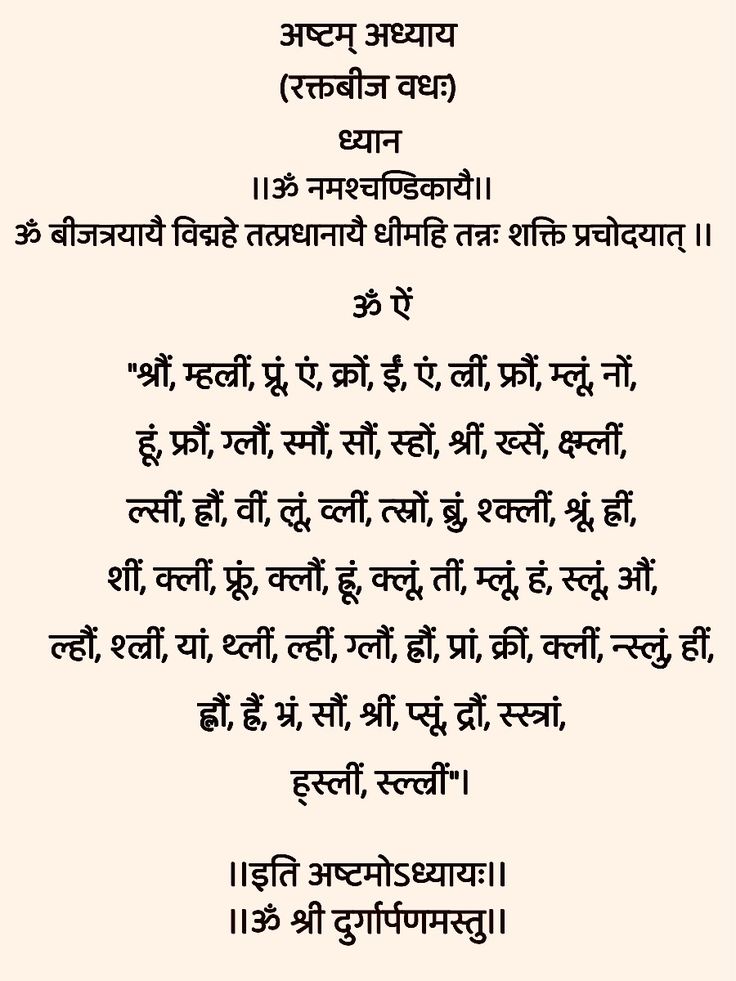 अष्टम् अध्याय
(रक्तबीज वधः)
ध्यान
।।ॐ नमश्चण्डिकायै।।
ॐ बीजत्रयायै विद्महे तत्प्रधानायै धीमहि तन्नः शक्ति प्रचोदयात् ।।
ॐ ऐं
"श्रौं, म्हल्रीं, प्रूं, एं, क्रों, ईं, एं, ल्रीं, फ्रौं, म्लूं, नों,
हूं, फ्रौं, ग्लौं, स्मौं, सौं, स्हों, श्रीं, ख्सें, क्ष्म्लीं,
ल्सीं, ह्रौं, वीं, लूं, व्लीं, त्स्रों, ब्रुं, श्क्लीं, श्रूं, ह्रीं,
शीं, क्लीं, फ्रूं, क्लौं, ह्रूं, क्लूं, तीं, म्लूं, हं, स्लूं, औं,
ल्हौं, श्ल्रीं, यां, थ्लीं, ल्हीं, ग्लौं, ह्रौं, प्रां, क्रीं, क्लीं, न्स्लुं, हीं,
ह्लौं, ह्रैं, भ्रं, सौं, श्रीं, प्सूं, द्रौं, स्स्त्रां,
ह्स्लीं, स्ल्ल्रीं"।
।।इति अष्टमोऽध्यायः।।
।।ॐ श्री दुर्गार्पणमस्तु।।